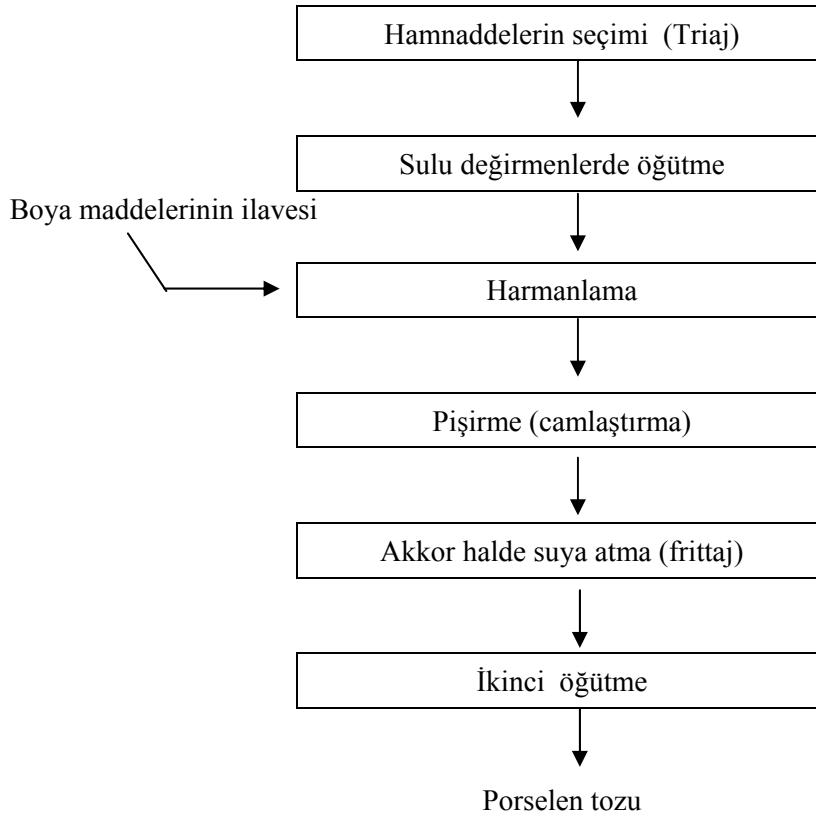 Hamnaddelerin seçimi  (Triaj)
Sulu değirmenlerde öğütme
Boya maddelerinin ilavesi
Harmanlama
Pişirme (camlaştırma)
Akkor halde suya atma (frittaj)
İkinci  öğütme
Porselen tozu